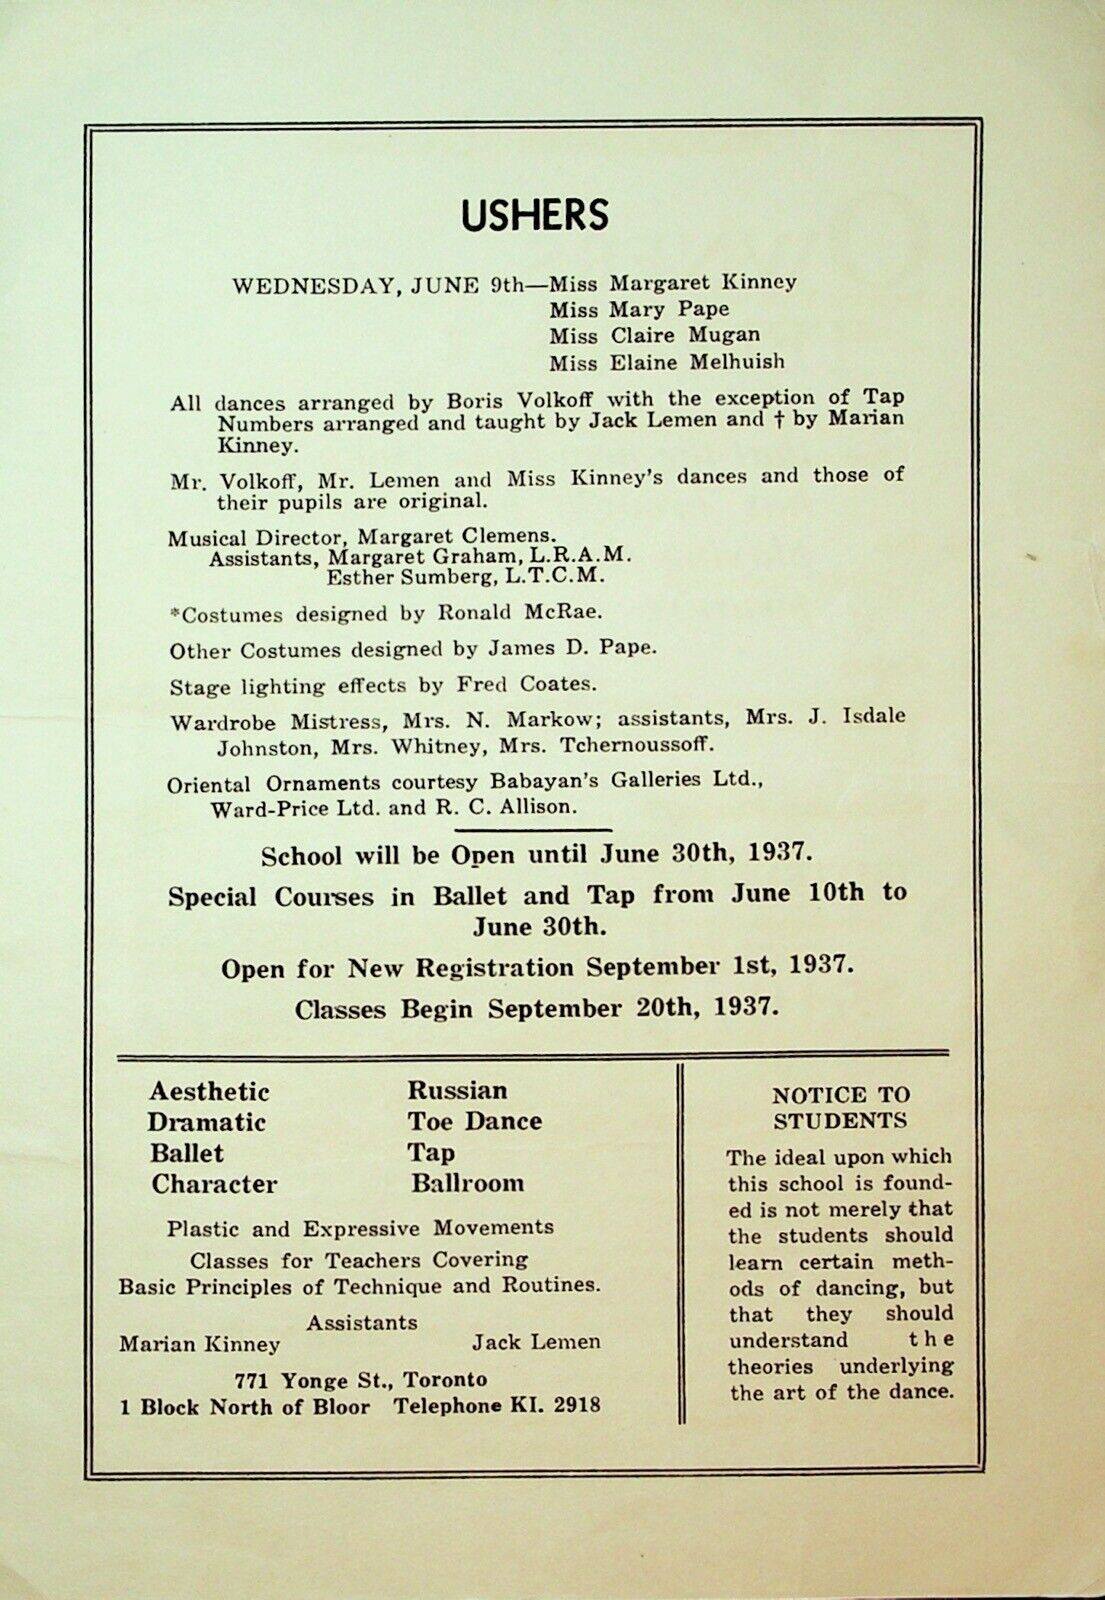 USHERS
WEDNESDAY, JUNE 9th—Miss Margaret Kinney
Miss Mary Pape
Miss Claire Mugan
Miss Elaine Melhuish
All dances arranged by Boris Volkoff with the exception of Tap
Numbers arranged and taught by Jack Lemen and † by Marian
Kinney.
Mr. Volkoff, Mr. Lemen and Miss Kinney's dances and those of
their pupils are original.
Musical Director, Margaret Clemens.
Assistants, Margaret Graham, L.R.A.M.
Esther Sumberg, L.T.C.M.
*Costumes designed by Ronald McRae.
Other Costumes designed by James D. Pape.
Stage lighting effects by Fred Coates.
Wardrobe Mistress, Mrs. N. Markow; assistants, Mrs. J. Isdale
Johnston, Mrs. Whitney, Mrs. Tchernoussoff.
Oriental Ornaments courtesy Babayan's Galleries Ltd.,
Ward-Price Ltd. and R. C. Allison.
School will be Open until June 30th, 1937.
Special Courses in Ballet and Tap from June 10th to
June 30th.
Open for New Registration September 1st, 1937.
Classes Begin September 20th, 1937.
Aesthetic Russian
Dramatic Toe Dance
Ballet Tap
Character Ballroom
Plastic and Expressive Movements
Classes for Teachers Covering
Basic Principles of Technique and Routines.
Assistants
Marian Kinney Jack Lemen
771 Yonge St., Toronto
1 Block North of Bloor Telephone KI. 2918
NOTICE TO
STUDENTS
The ideal upon which
this school is found-
ed is not merely that
the students should
learn certain meth-
ods of dancing, but
that they should
understand the
theories underlying
the art of the dance.